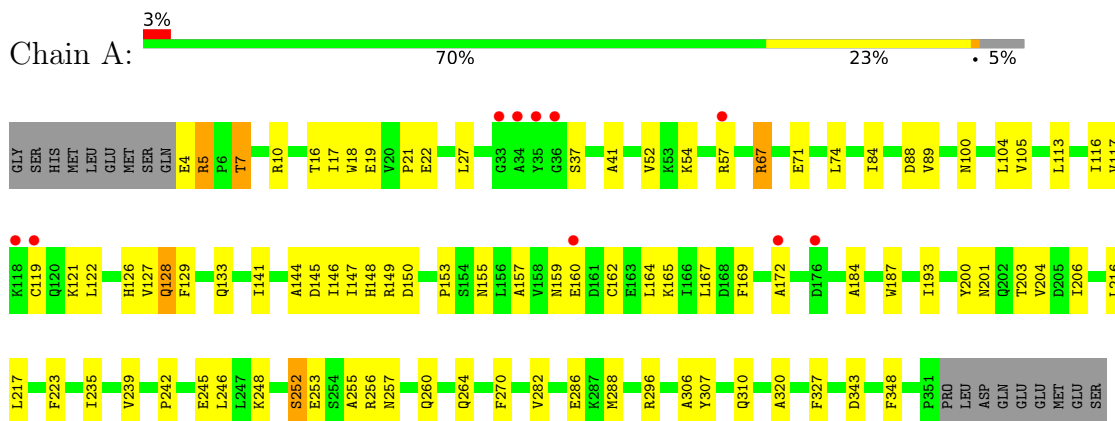 3%
Chain A:
70% 23% • 5%
GLY SER HIS MET LEU GLU MET SER GLN E4 R5 P6 T7 R10 T16 I17 W18 E19 V20 P21 E22 L27 G33 A34 Y35 G36 S37 A41 V52 K53 K54 R57 R67 E71 L74 I84 D88 V89 N100 L104 V105 L113 I116 V117
K118 C119 Q120 K121 L122 H126 V127 Q128 F129 Q133 I141 A144 D145 I146 I147 H148 R149 D150 P153 S154 N155 L156 A157 V158 N159 E160 D161 C162 E163 L164 K165 I166 L167 D168 F169 A172 D176 A184 W187 I193 Y200 N201 Q202 T203 V204 D205 I206 L216
L217 F223 I235 V239 P242 E245 L246 L247 K248 S252 E253 S254 A255 R256 N257 Q260 Q264 F270 V282 E286 K287 M288 R296 A306 Y307 Q310 A320 F327 D343 F348 P351 PRO LEU ASP GLN GLU GLU MET GLU SER